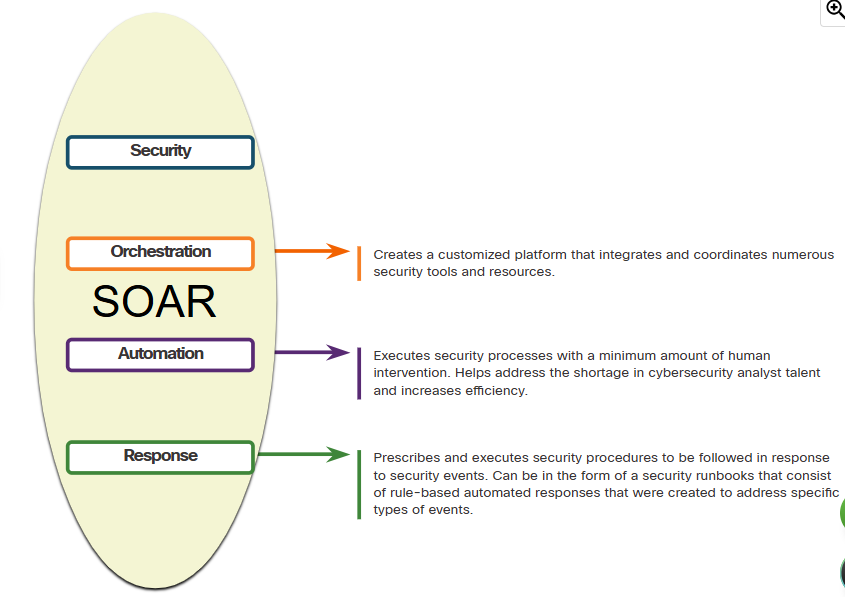 Security
Orchestration
Creates a customized platform that integrates and coordinates numerous
security tools and resources.
SOAR
Automation
Executes security processes with a minimum amount of human
intervention. Helps address the shortage in cybersecurity analyst talent
and increases efficiency.
Response
Prescribes and executes security procedures to be followed in response
to security events. Can be in the form of a security runbooks that consist
of rule-based automated responses that were created to address specific
types of events.